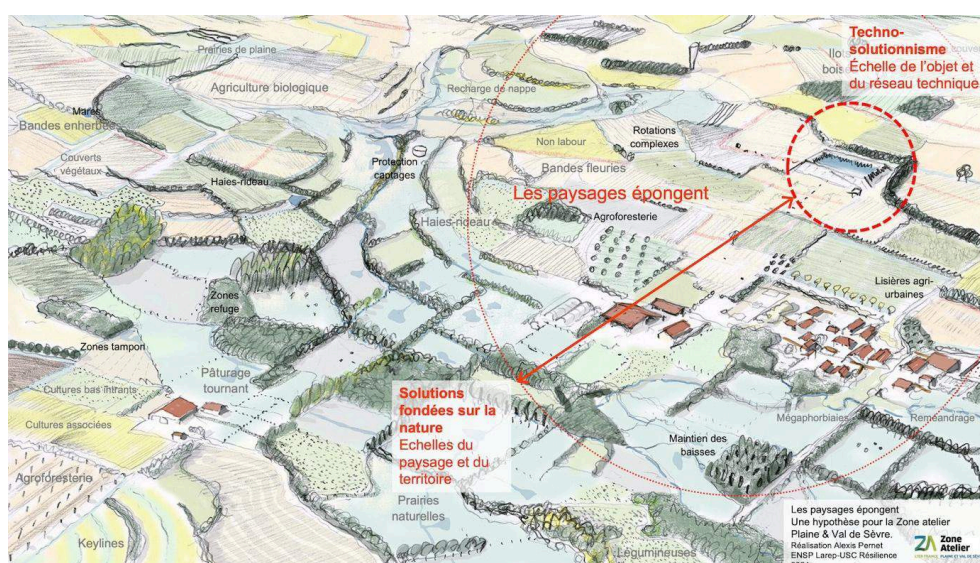 Techno-
solutionnisme
Échelle de l'objet et
du réseau technique
Prairies de plaine
Agriculture biologique
Recharge de nappe
Mares
Bandes enherbées
Couverts
végétaux
Haies-rideau
Protection
captages
Non labour
Rotations
complexes
Bandes fleuries
Les paysages épongent
Haies-rideau
Agroforesterie
Lisières agri-
urbaines
Zones
refuge
Zones tampon
Pâturage
tournant
Cultures bas intrants
Cultures associées
Solutions
fondées sur la
nature
Echelles du
paysage et du
territoire
Mégaphorbiaies
Reméandrage
Maintien des
baisses
Agroforesterie
Keylines
Prairies
naturelles
Légumineuses
Les paysages épongent
Une hypothèse pour la Zone atelier
Plaine & Val de Sèvre.
Réalisation Alexis Pernet
ENSP Larep-USC Résilience
ZA Zone
Atelier